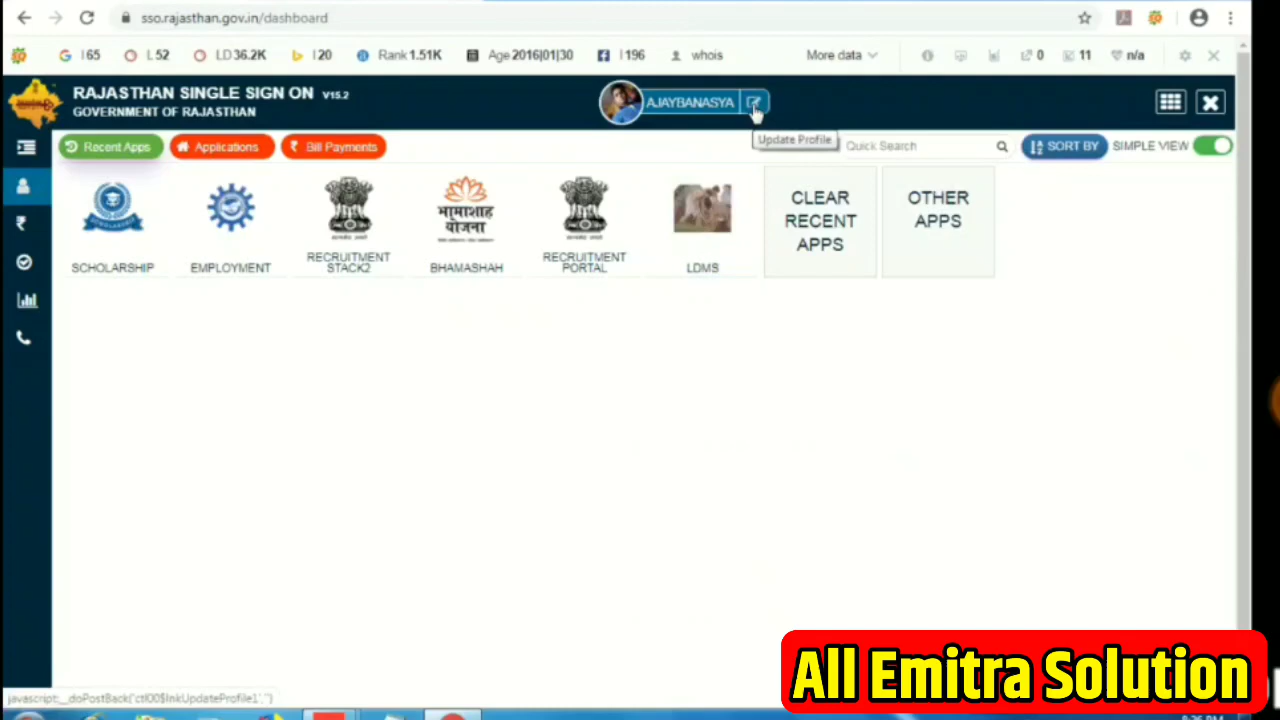 sso.rajasthan.gov.in/dashboard
I 65 L 52 LD 36.2K I 20 Rank 1.51K Age 2016|01|30 I 196 whois More data 0 11 n/a
RAJASTHAN SINGLE SIGN ON V15.2
GOVERNMENT OF RAJASTHAN
AJAYBANASYA
Update Profile
Recent Apps Applications Bill Payments Quick Search SORT BY SIMPLE VIEW
SCHOLARSHIP
EMPLOYMENT
RECRUITMENT
STACK2
भामाशाह
योजना
BHAMASHAH
RECRUITMENT
PORTAL
LDMS
CLEAR
RECENT
APPS
OTHER
APPS
All Emitra Solution
javascript:__doPostBack('ctl00$lnkUpdateProfile1','')